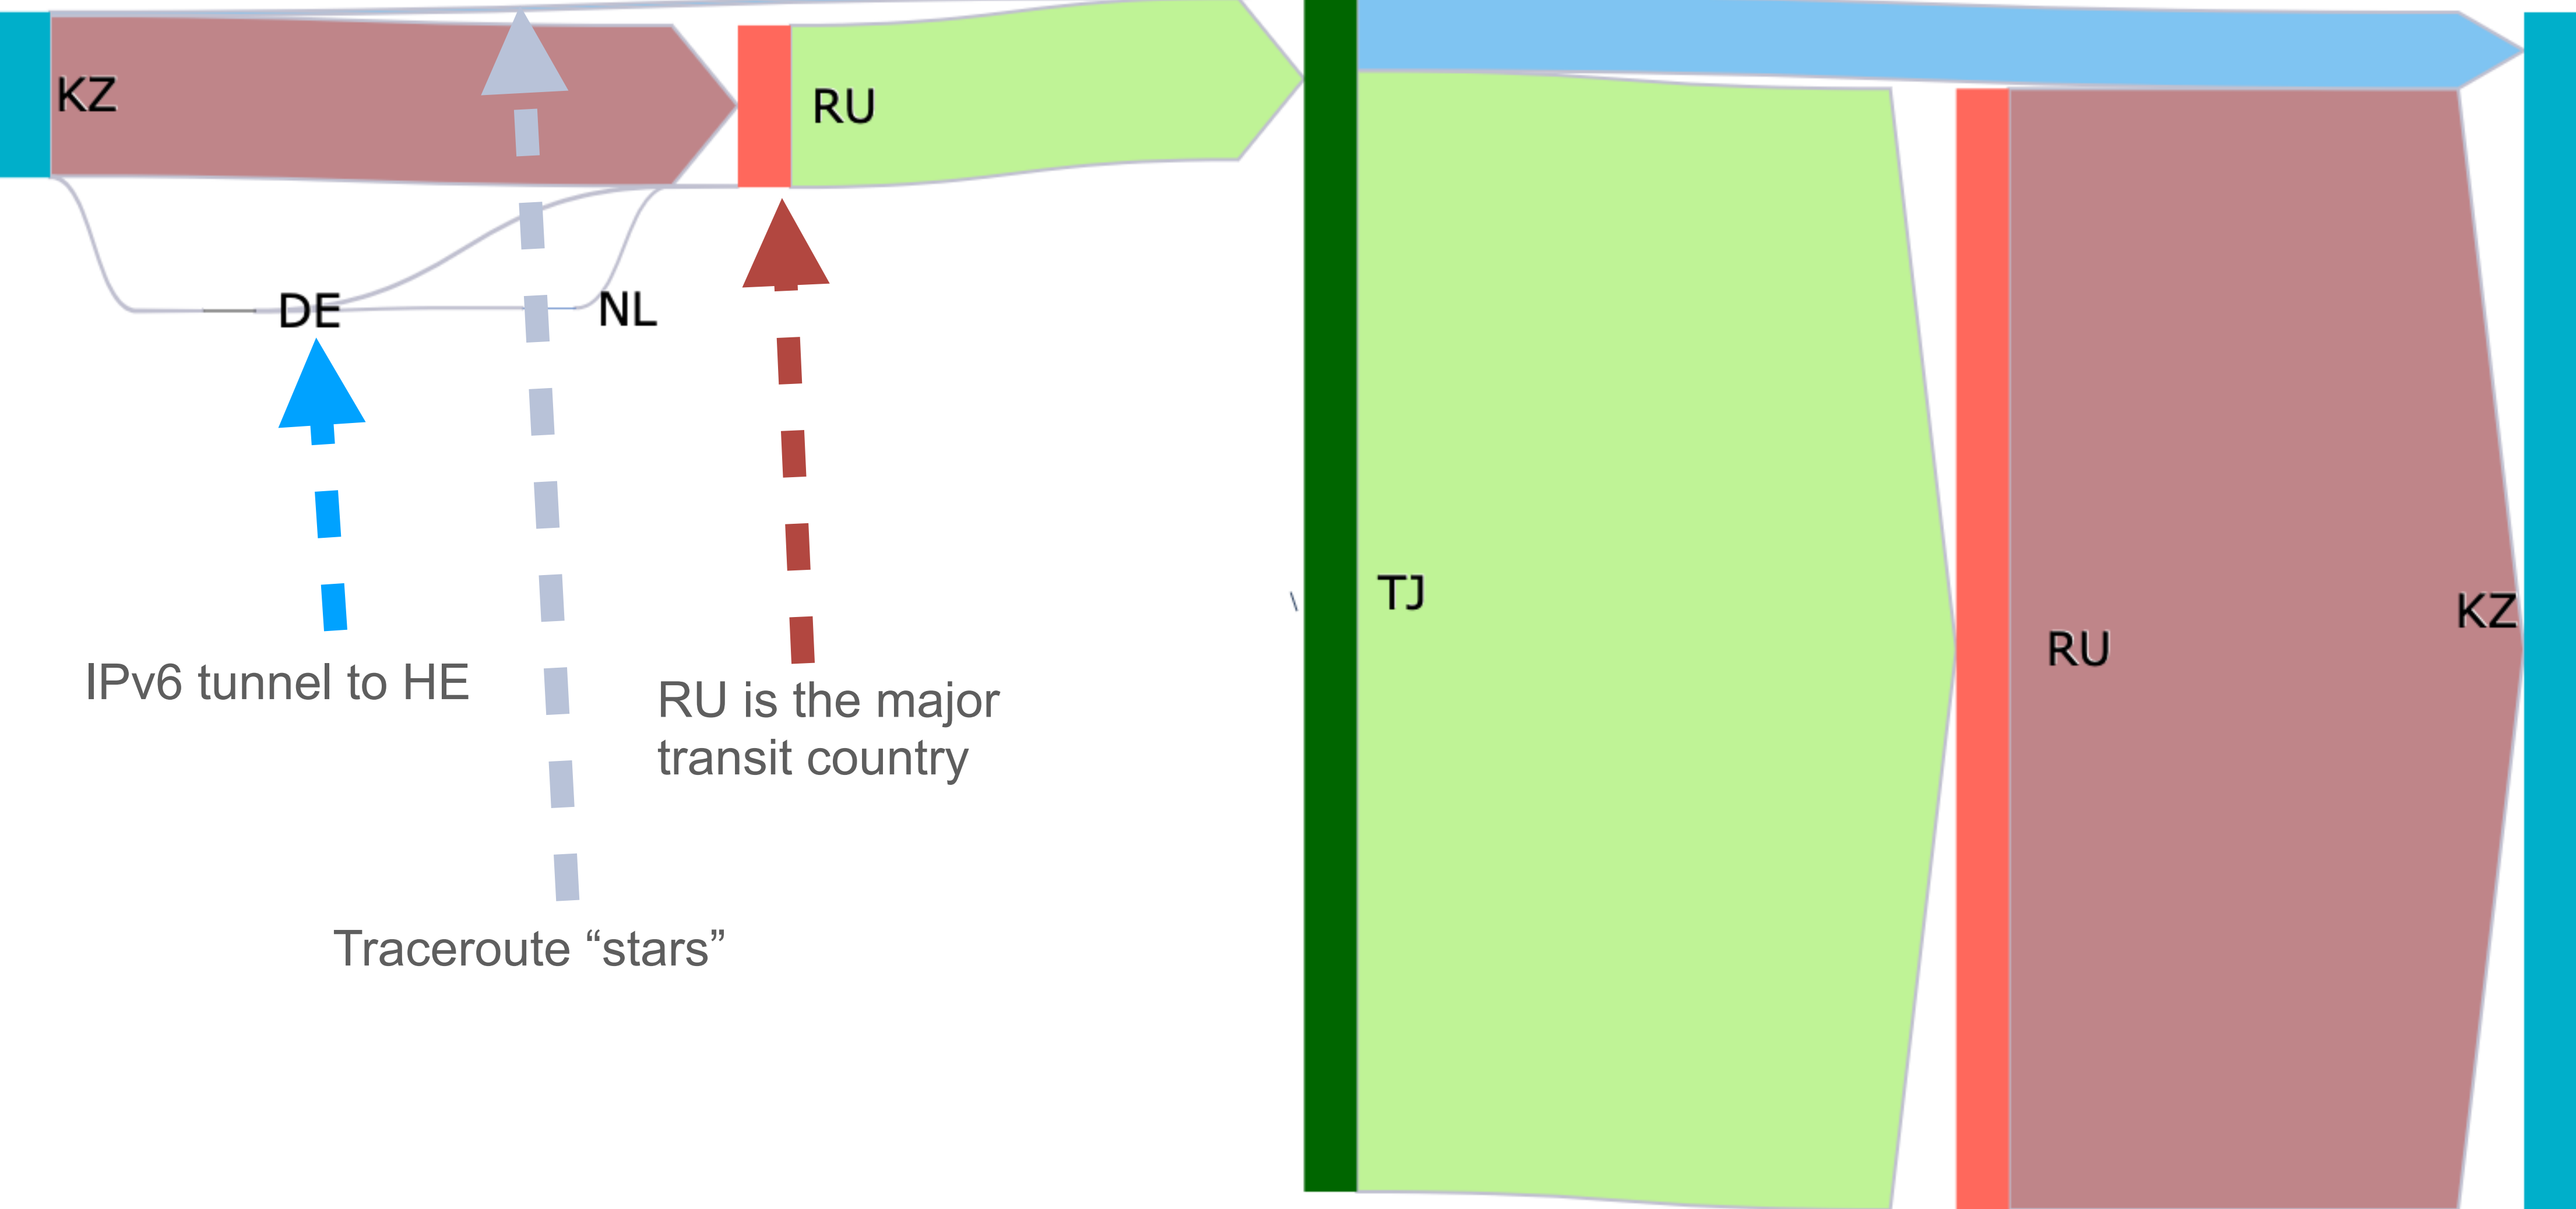 KZ
RU
DE
NL
TJ
RU
KZ
IPv6 tunnel to HE
RU is the major
transit country
Traceroute “stars”